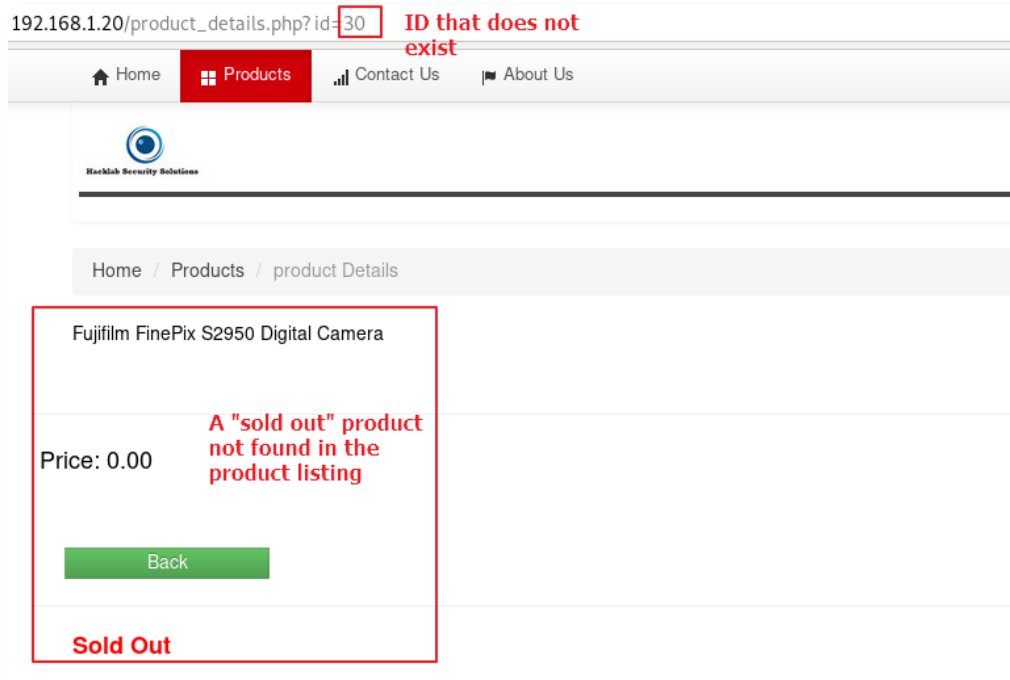 192.168.1.20/product_details.php?id=30
ID that does not
exist
Home Products Contact Us About Us
Hacklab Security Solutions
Home / Products / product Details
Fujifilm FinePix S2950 Digital Camera
A "sold out" product
not found in the
product listing
Price: 0.00
Back
Sold Out